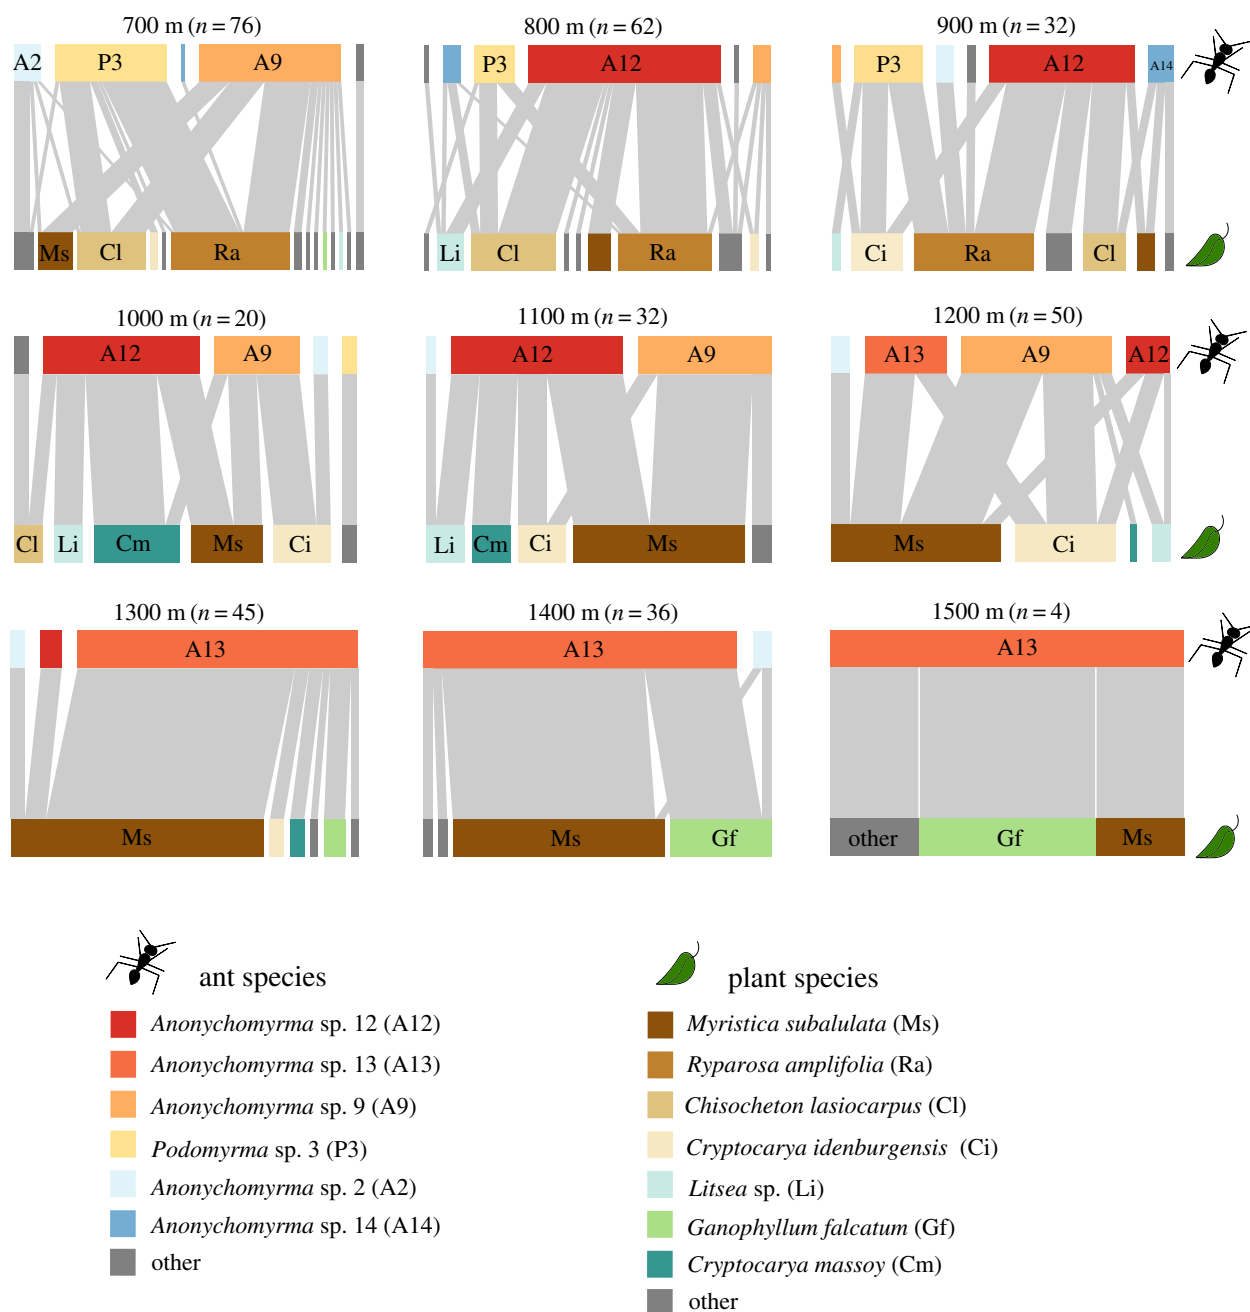 700 m (n = 76)
800 m (n = 62)
900 m (n = 32)
A2 P3 A9
P3 A12
P3 A12 A14
Ms Cl Ra
Li Cl Ra
Ci Ra Cl
1000 m (n = 20)
1100 m (n = 32)
1200 m (n = 50)
A12 A9
A12 A9
A13 A9 A12
Cl Li Cm Ms Ci
Li Cm Ci Ms
Ms Ci
1300 m (n = 45)
1400 m (n = 36)
1500 m (n = 4)
A13
A13
A13
Ms
Ms Gf
other Gf Ms
ant species
Anonychomyrma sp. 12 (A12)
Anonychomyrma sp. 13 (A13)
Anonychomyrma sp. 9 (A9)
Podomyrma sp. 3 (P3)
Anonychomyrma sp. 2 (A2)
Anonychomyrma sp. 14 (A14)
other
plant species
Myristica subalulata (Ms)
Ryparosa amplifolia (Ra)
Chisocheton lasiocarpus (Cl)
Cryptocarya idenburgensis (Ci)
Litsea sp. (Li)
Ganophyllum falcatum (Gf)
Cryptocarya massoy (Cm)
other